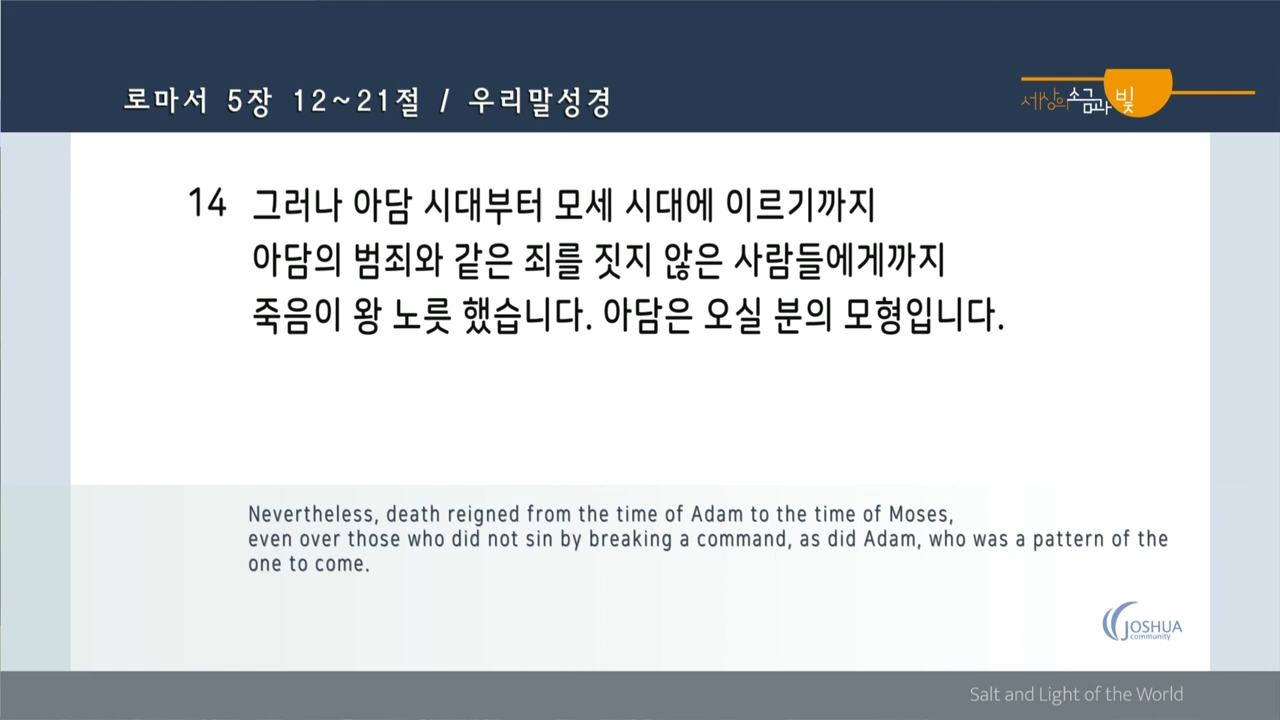 로마서 5장 12~21절 / 우리말성경
세상의 소금과 빛
14 그러나 아담 시대부터 모세 시대에 이르기까지
아담의 범죄와 같은 죄를 짓지 않은 사람들에게까지
죽음이 왕 노릇 했습니다. 아담은 오실 분의 모형입니다.
Nevertheless, death reigned from the time of Adam to the time of Moses,
even over those who did not sin by breaking a command, as did Adam, who was a pattern of the
one to come.
JOSHUA
community
Salt and Light of the World